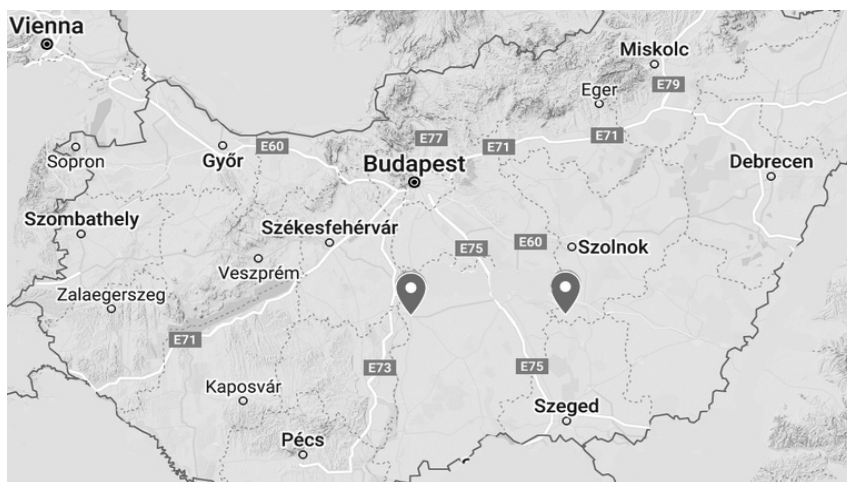 Vienna
Miskolc
E79
Eger
E77
E71
E71
Sopron
Győr
E60
Budapest
Debrecen
Szombathely
Székesfehérvár
E75
E60
Szolnok
Veszprém
Zalaegerszeg
E71
E73
E75
Kaposvár
Szeged
Pécs